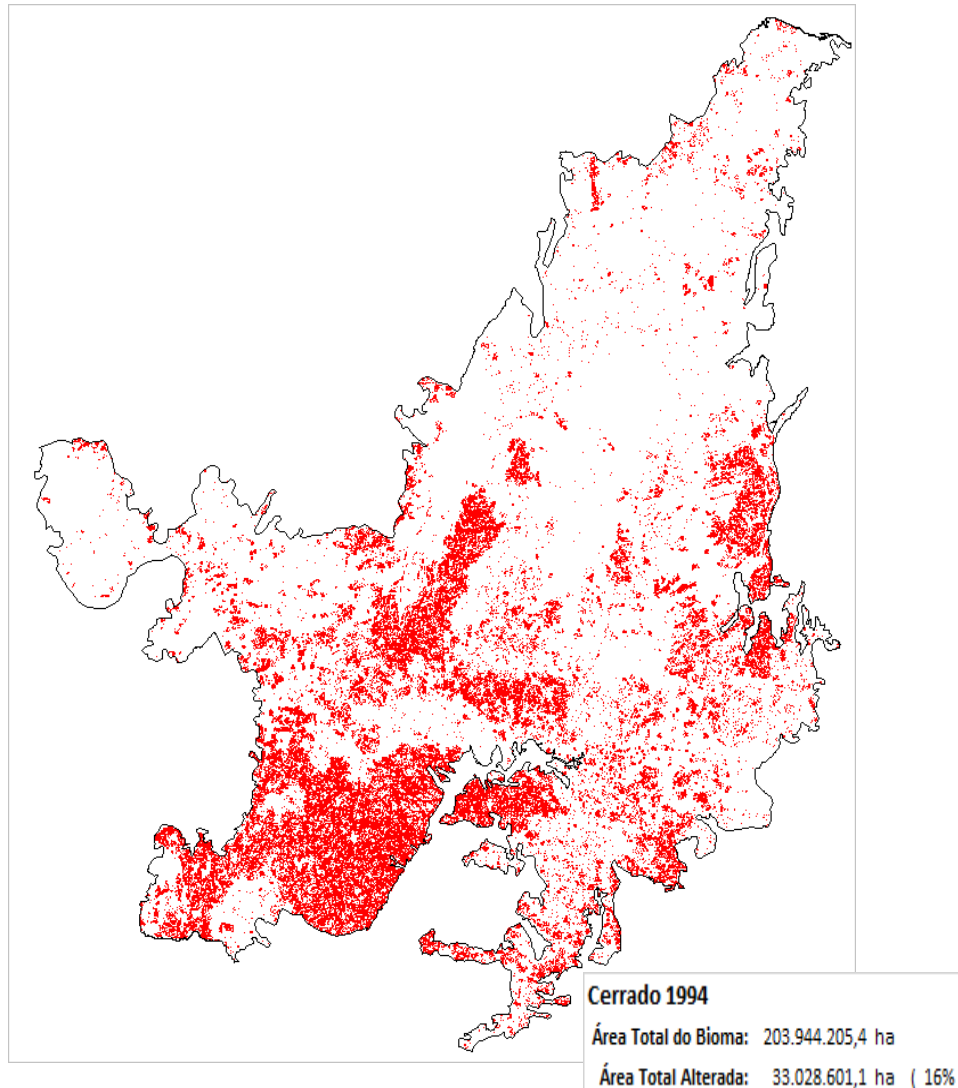 Cerrado 1994
Área Total do Bioma: 203.944.205,4 ha
Área Total Alterada: 33.028.601,1 ha ( 16%